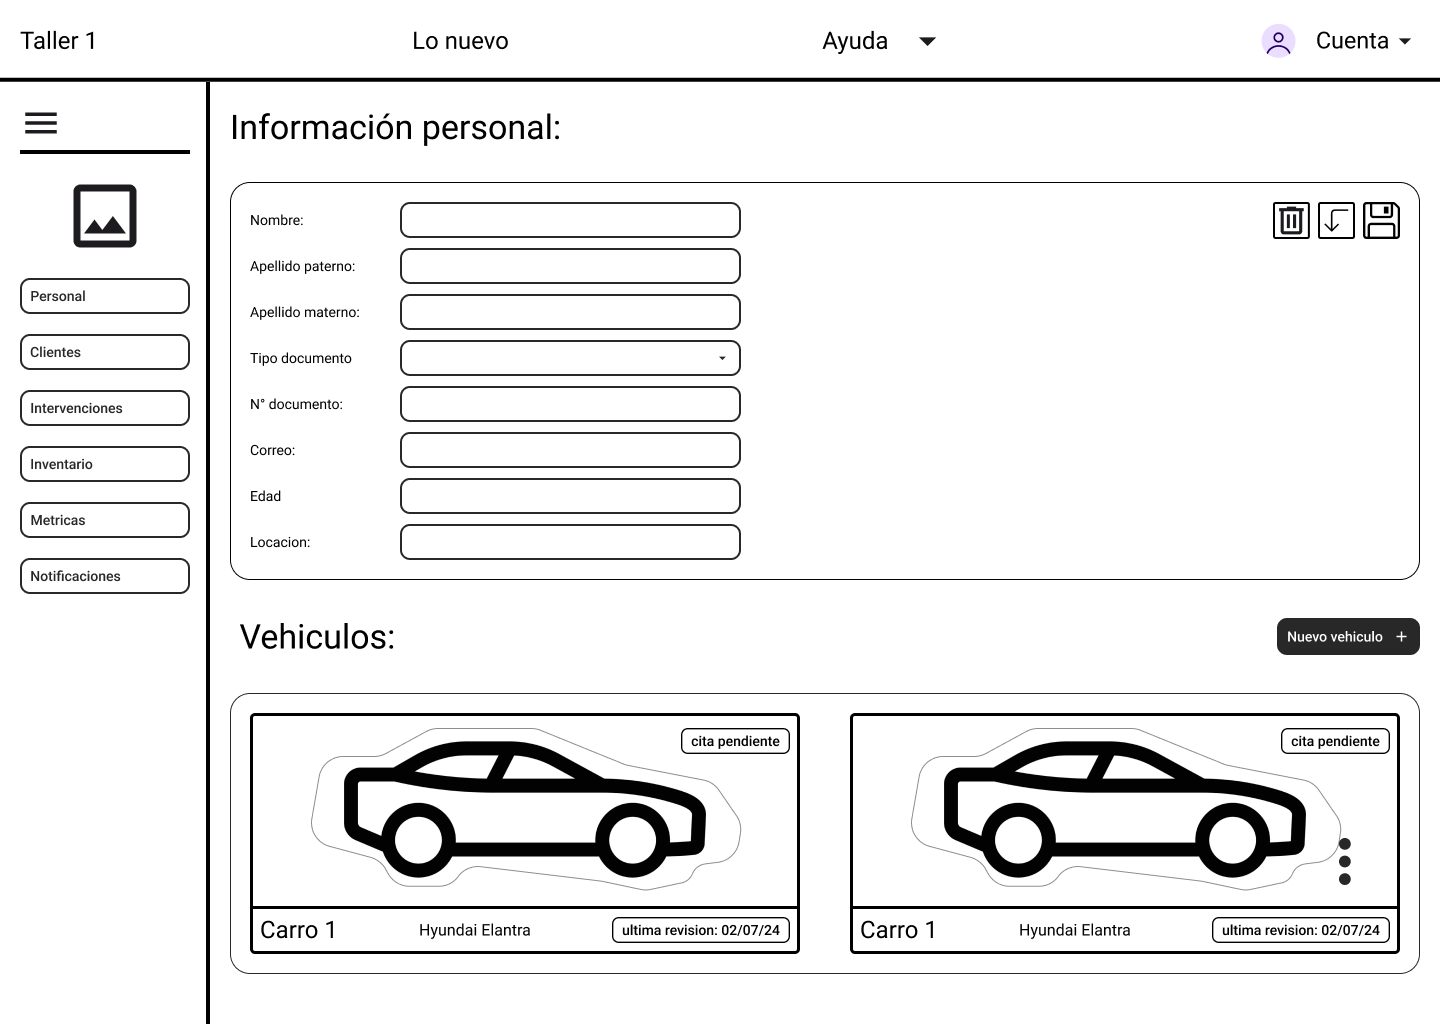 Taller 1
Lo nuevo
Ayuda
Cuenta
Información personal:
Personal
Clientes
Intervenciones
Inventario
Metricas
Notificaciones
Nombre:
Apellido paterno:
Apellido materno:
Tipo documento
N° documento:
Correo:
Edad
Locacion:
Vehiculos:
Nuevo vehiculo +
cita pendiente
Carro 1 Hyundai Elantra ultima revision: 02/07/24
cita pendiente
Carro 1 Hyundai Elantra ultima revision: 02/07/24